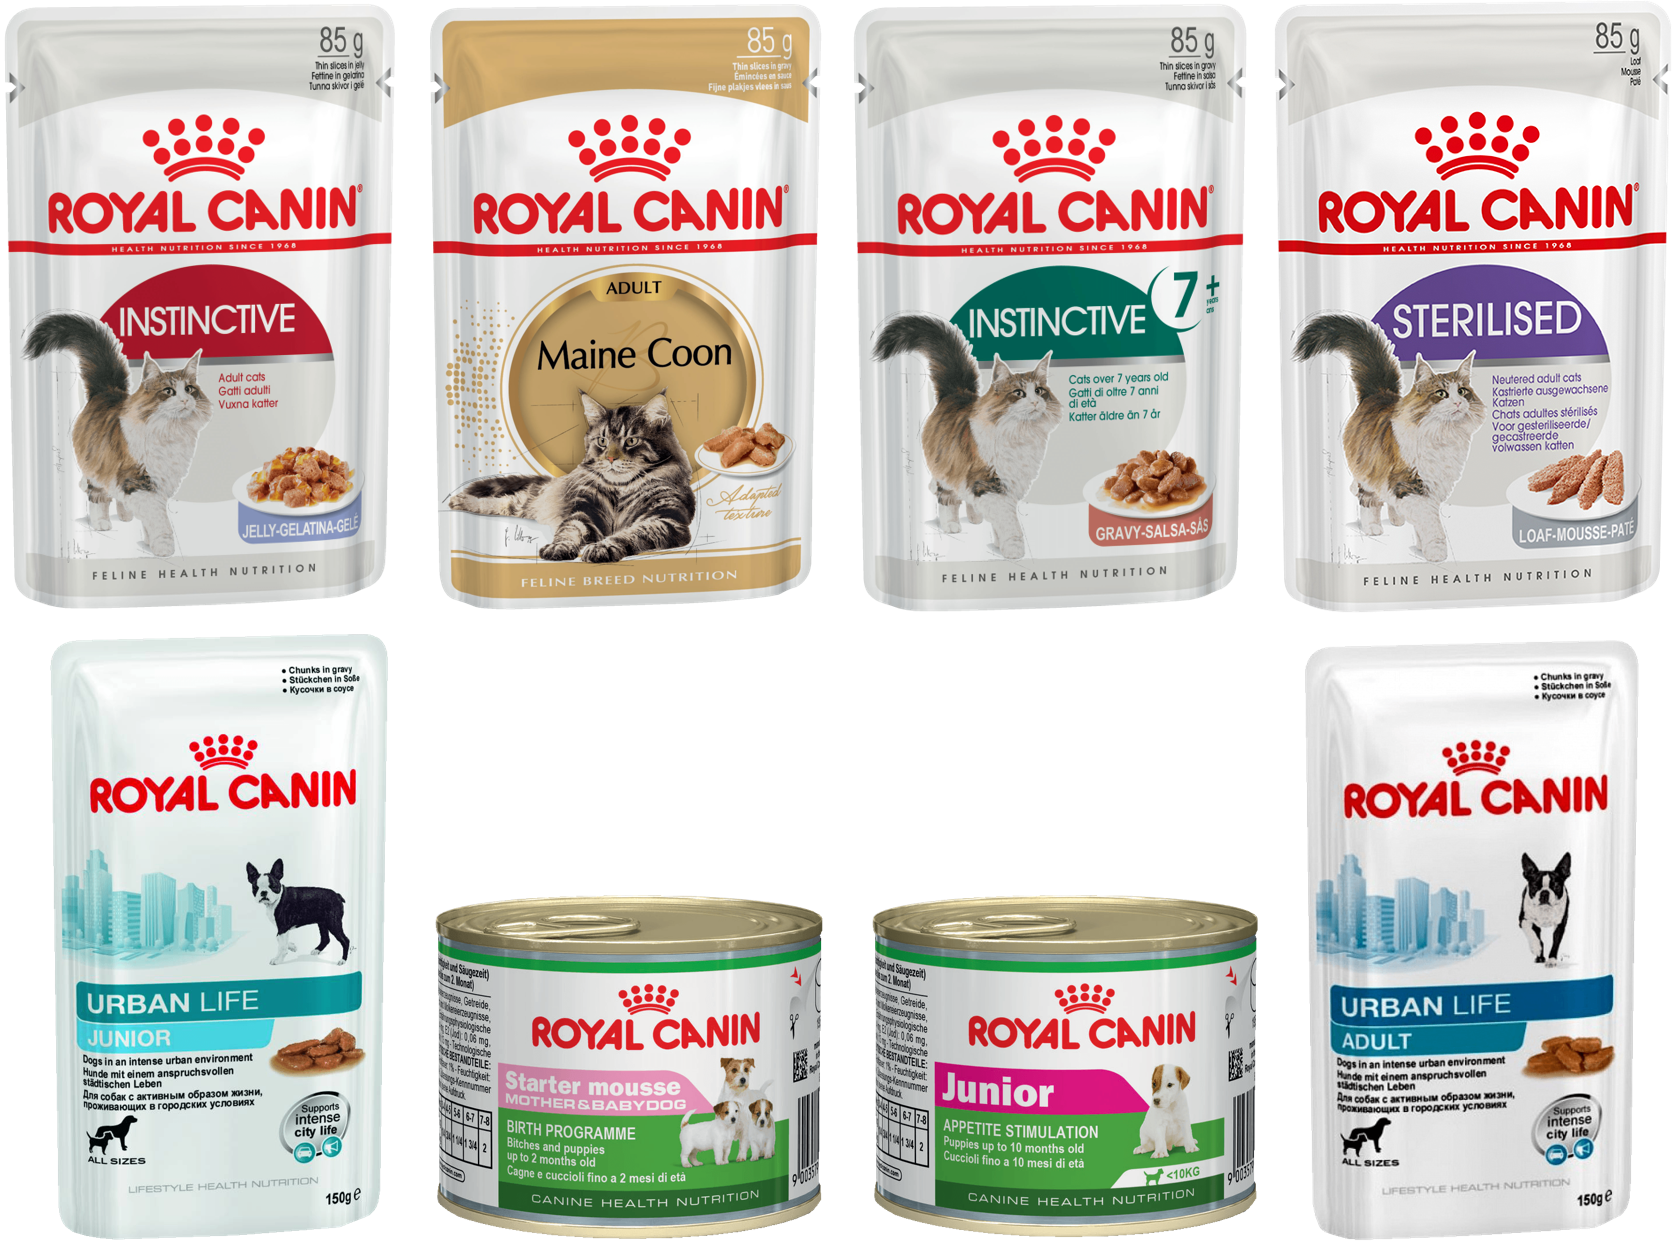 85 g
Thin slices in jelly
Fettine in gelatina
Tunna skivor i gelé
ROYAL CANIN®
HEALTH NUTRITION SINCE 1968
INSTINCTIVE
Adult cats
Gatti adulti
Vuxna katter
JELLY-GELATINA-GELÉ
FELINE HEALTH NUTRITION
85 g
Thin slices in gravy
Émincées en sauce
Fijne plakjes vlees in saus
ROYAL CANIN®
HEALTH NUTRITION SINCE 1968
ADULT
Maine Coon
Adapted
texture
FELINE BREED NUTRITION
85 g
Thin slices in gravy
Fettine in salsa
Tunna skivor i sås
ROYAL CANIN®
HEALTH NUTRITION SINCE 1968
INSTINCTIVE 7+
years
ans
Cats over 7 years old
Gatti di oltre 7 anni
di età
Katter äldre än 7 år
GRAVY-SALSA-SÅS
FELINE HEALTH NUTRITION
85 g
Loaf
Mousse
Paté
ROYAL CANIN®
HEALTH NUTRITION SINCE 1968
STERILISED
Neutered adult cats
Kastrierte ausgewachsene
Katzen
Chats adultes stérilisés
Voor gesteriliseerde/
gecastreerde
volwassen katten
LOAF-MOUSSE-PATÉ
FELINE HEALTH NUTRITION
• Chunks in gravy
• Stückchen in Soße
• Кусочки в соусе
ROYAL CANIN
URBAN LIFE
JUNIOR
Dogs in an intense urban environment
Hunde mit einem anspruchsvollen
städtischen Leben
Для собак с активным образом жизни,
проживающих в городских условиях
Supports
intense
city life
ALL SIZES
LIFESTYLE HEALTH NUTRITION
150g e
ROYAL CANIN
Starter mousse
MOTHER & BABYDOG
BIRTH PROGRAMME
Bitches and puppies
up to 2 months old
Cagne e cuccioli fino a 2 mesi di età
CANINE HEALTH NUTRITION
ROYAL CANIN
Junior
APPETITE STIMULATION
Puppies up to 10 months old
Cuccioli fino a 10 mesi di età
<10KG
CANINE HEALTH NUTRITION
• Chunks in gravy
• Stückchen in Soße
• Кусочки в соусе
ROYAL CANIN
URBAN LIFE
ADULT
Dogs in an intense urban environment
Hunde mit einem anspruchsvollen
städtischen Leben
Для собак с активным образом жизни,
проживающих в городских условиях
Supports
intense
city life
ALL SIZES
LIFESTYLE HEALTH NUTRITION
150g e